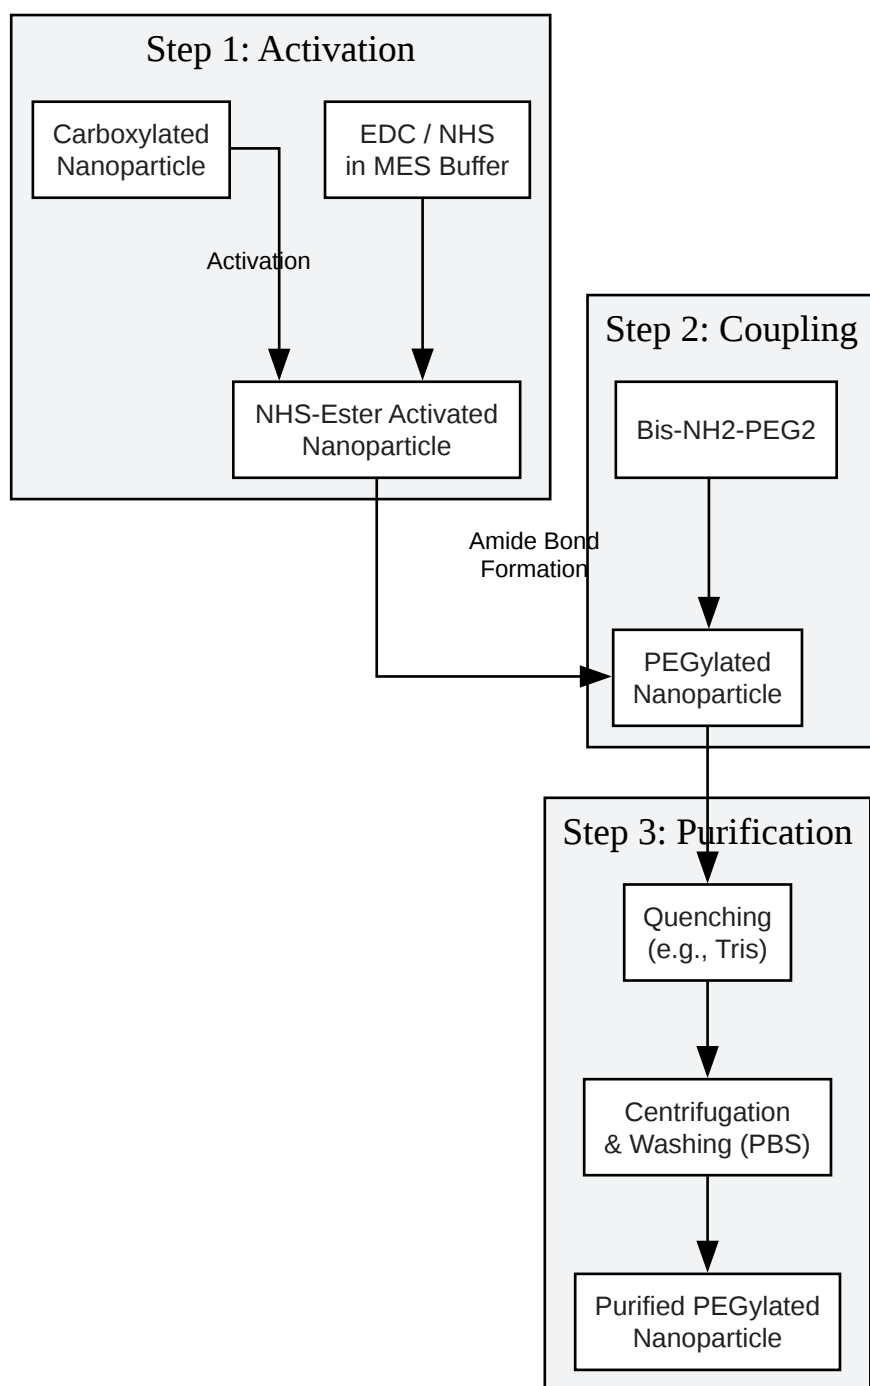 Step 1: Activation
Carboxylated
Nanoparticle
EDC / NHS
in MES Buffer
Activation
NHS-Ester Activated
Nanoparticle
Step 2: Coupling
Bis-NH2-PEG2
Amide Bond
Formation
PEGylated
Nanoparticle
Step 3: Purification
Quenching
(e.g., Tris)
Centrifugation
& Washing (PBS)
Purified PEGylated
Nanoparticle